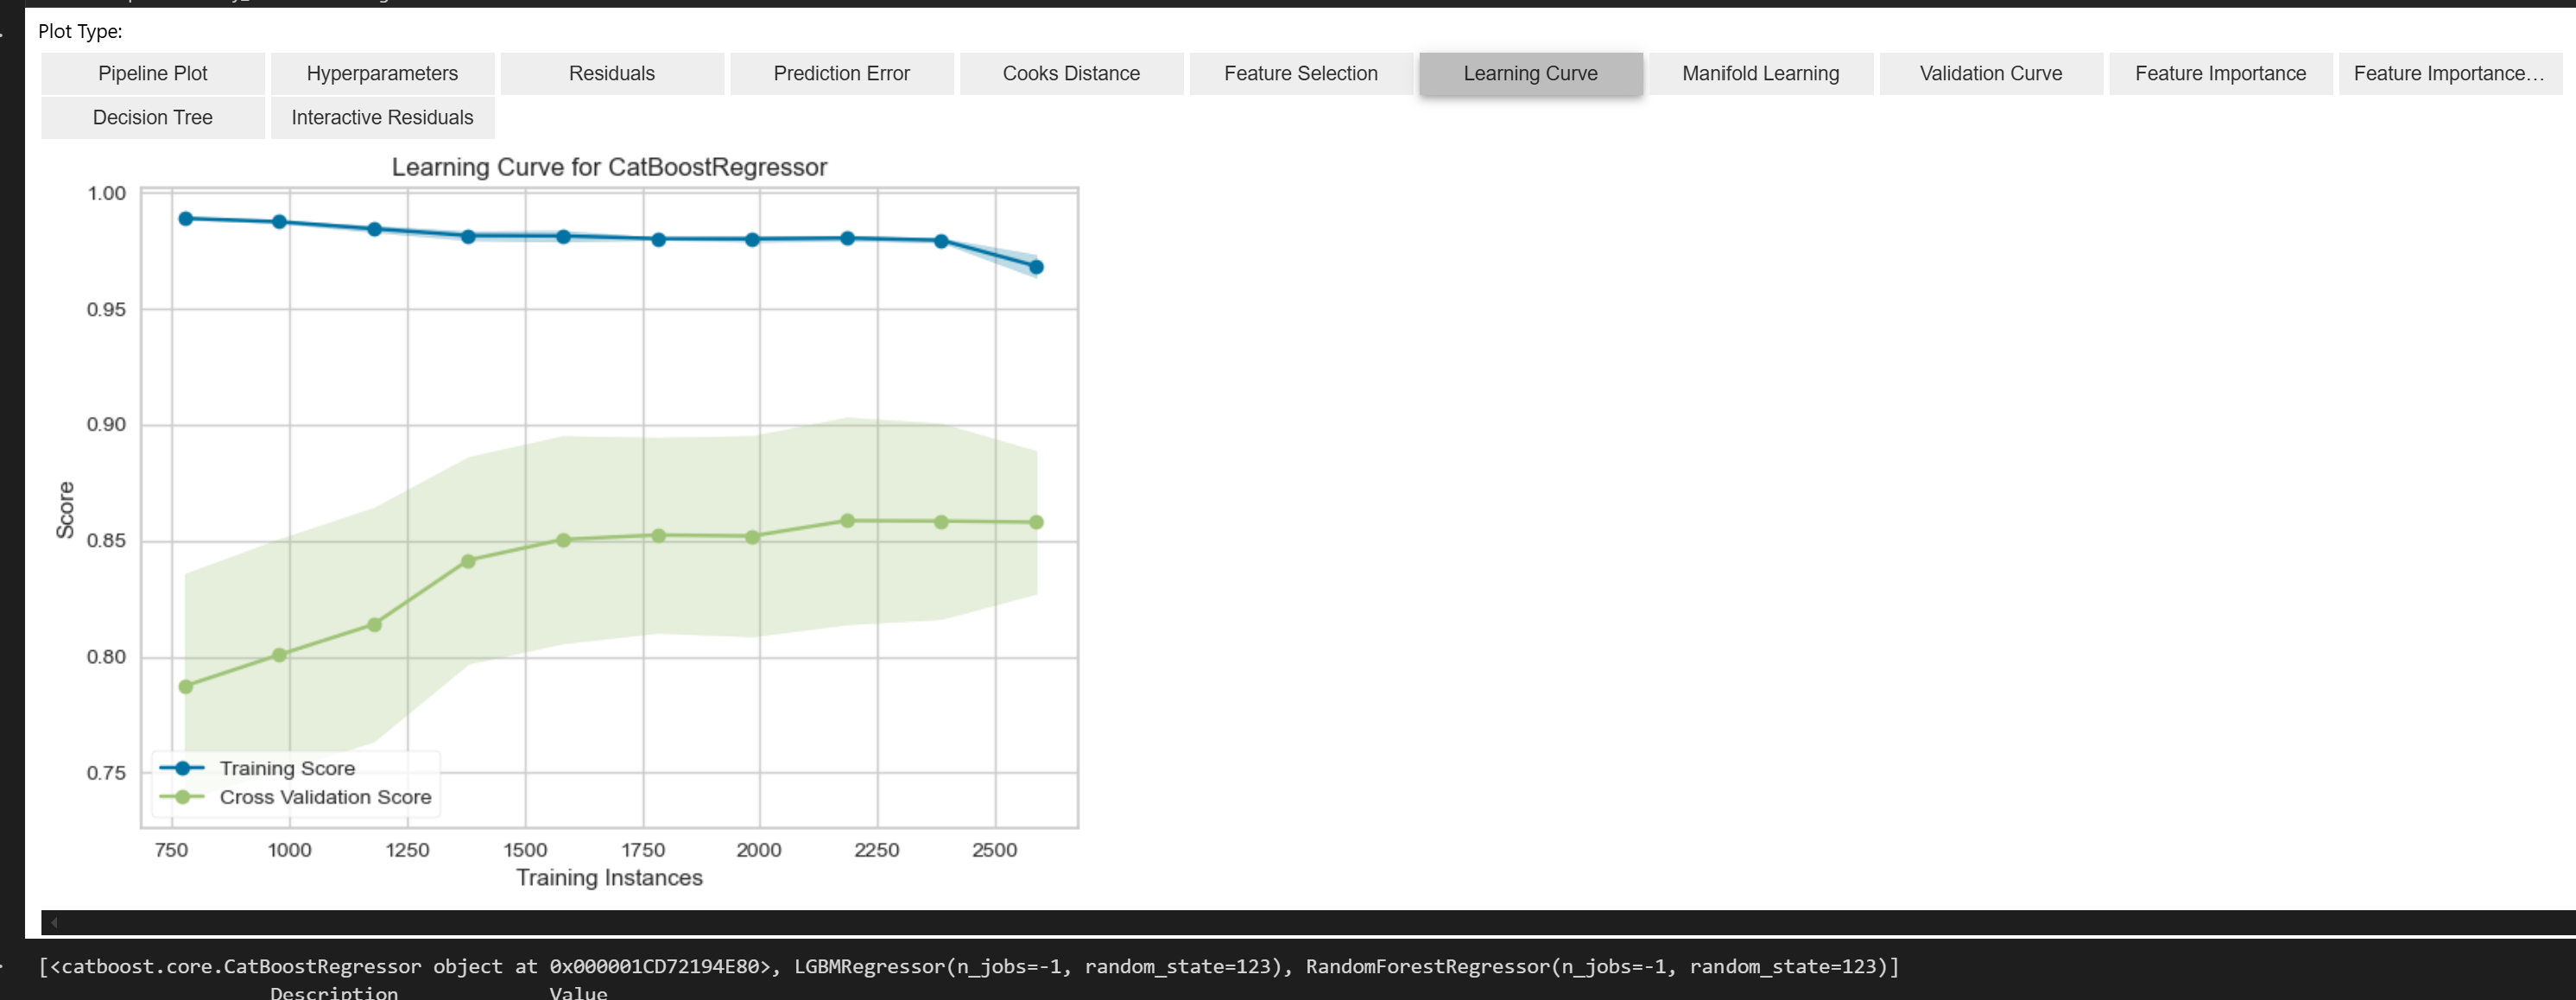 Plot Type:
Pipeline Plot Hyperparameters Residuals Prediction Error Cooks Distance Feature Selection Learning Curve Manifold Learning Validation Curve Feature Importance Feature Importance…
Decision Tree Interactive Residuals
Learning Curve for CatBoostRegressor
1.00
0.95
0.90
0.85
0.80
0.75
Score
Training Score
Cross Validation Score
750 1000 1250 1500 1750 2000 2250 2500
Training Instances
[<catboost.core.CatBoostRegressor object at 0x000001CD72194E80>, LGBMRegressor(n_jobs=-1, random_state=123), RandomForestRegressor(n_jobs=-1, random_state=123)]
Description Value